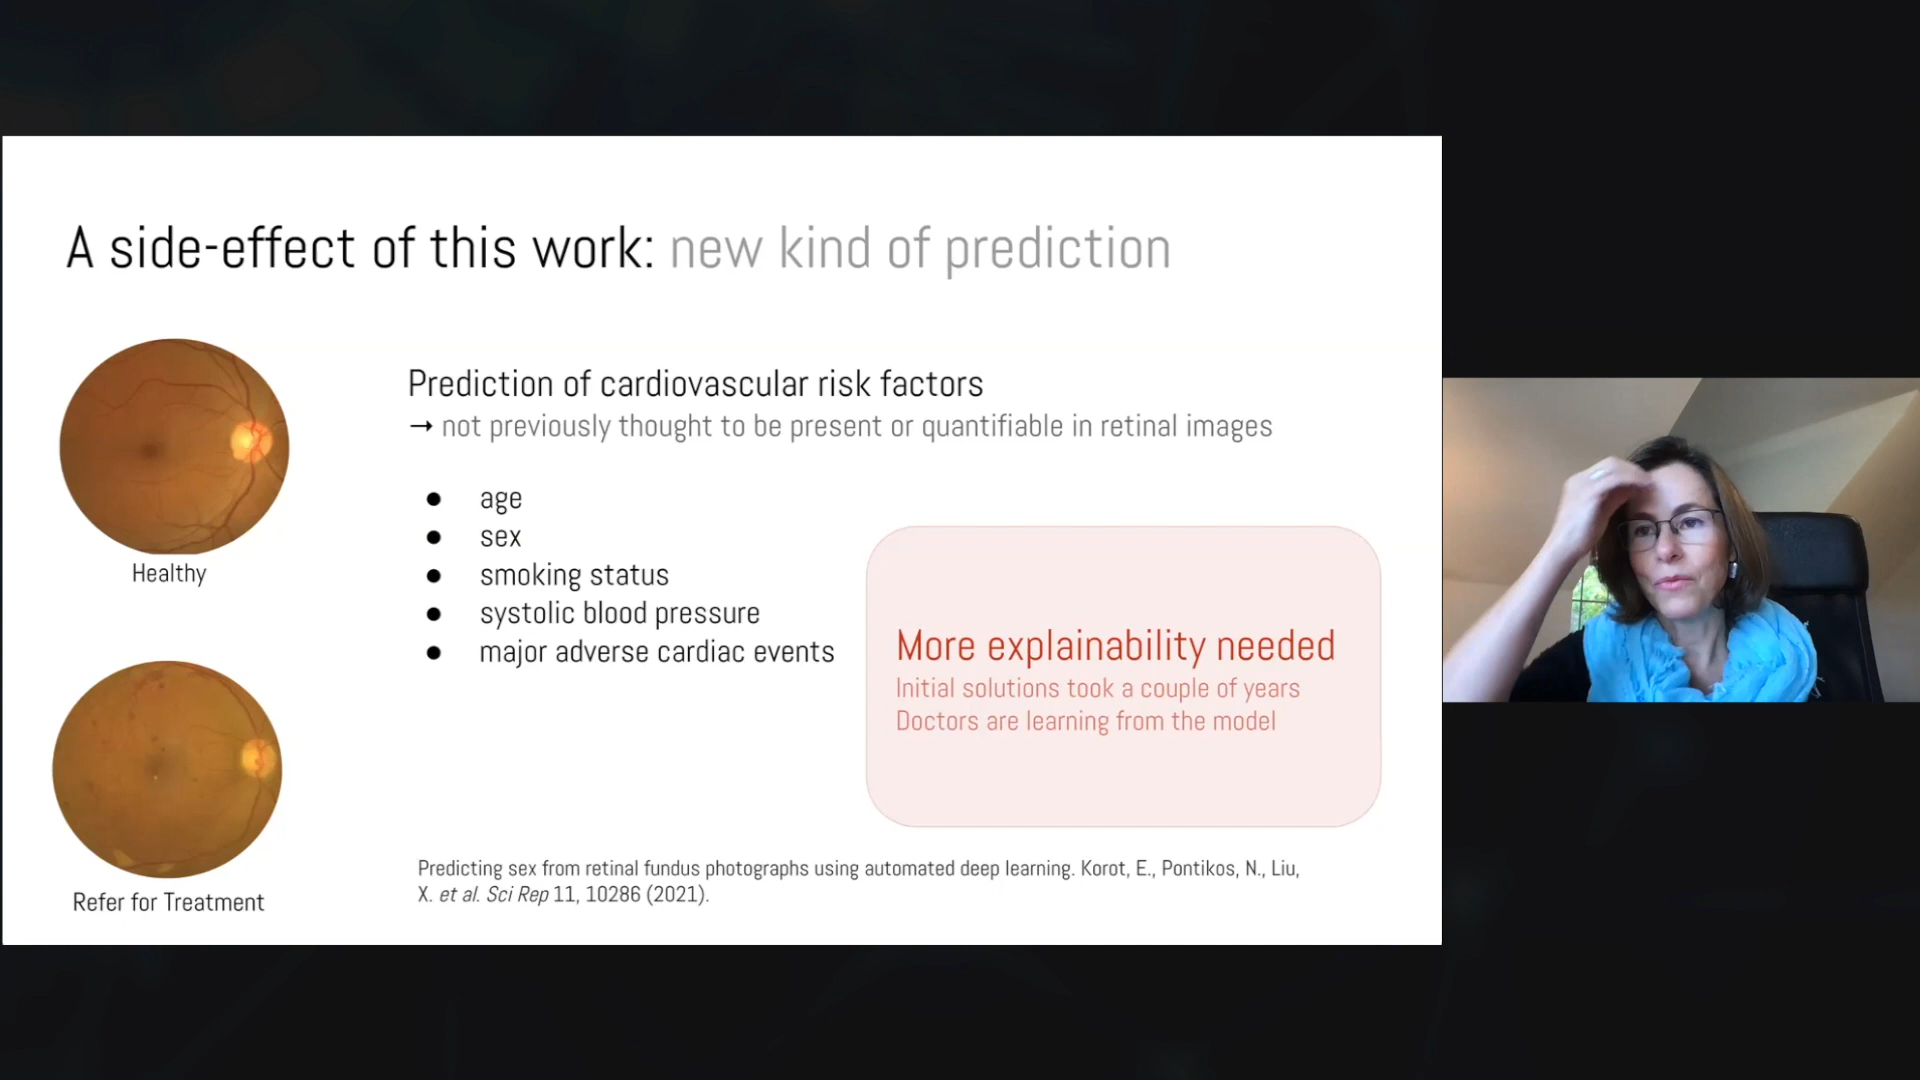 A side-effect of this work: new kind of prediction
Prediction of cardiovascular risk factors
→ not previously thought to be present or quantifiable in retinal images
● age
● sex
● smoking status
● systolic blood pressure
● major adverse cardiac events
Healthy
Refer for Treatment
More explainability needed
Initial solutions took a couple of years
Doctors are learning from the model
Predicting sex from retinal fundus photographs using automated deep learning. Korot, E., Pontikos, N., Liu,
X. et al. Sci Rep 11, 10286 (2021).